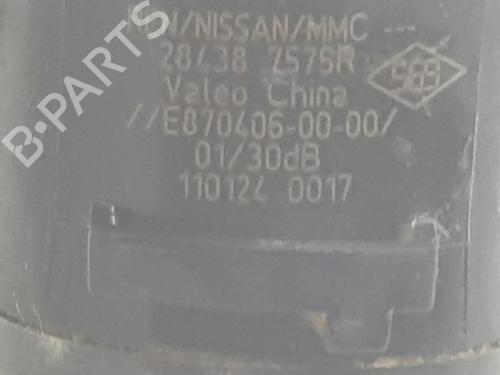 /NISSAN/MMC
28438 7575R
Valeo China
//E870406-00-00/
01/30dB
110124 0017
B-PARTS